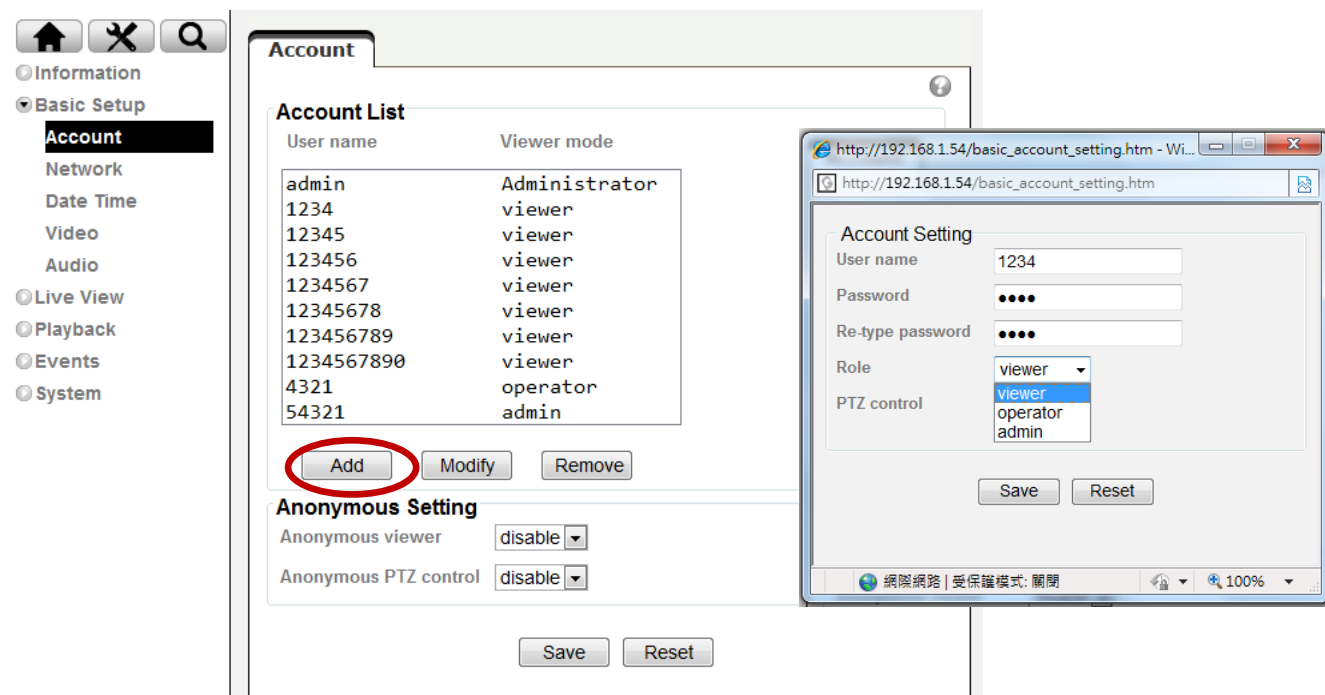 Information
Basic Setup
Account
Network
Date Time
Video
Audio
Live View
Playback
Events
System
Account
?
Account List
User name Viewer mode
admin Administrator
1234 viewer
12345 viewer
123456 viewer
1234567 viewer
12345678 viewer
123456789 viewer
1234567890 viewer
4321 operator
54321 admin
Add Modify Remove
Anonymous Setting
Anonymous viewer disable
Anonymous PTZ control disable
Save Reset
http://192.168.1.54/basic_account_setting.htm - Wi...
http://192.168.1.54/basic_account_setting.htm
Account Setting
User name 1234
Password ●●●●
Re-type password ●●●●
Role viewer
viewer
PTZ control
operator
admin
Save Reset
網際網路 | 受保護模式: 關閉 100%